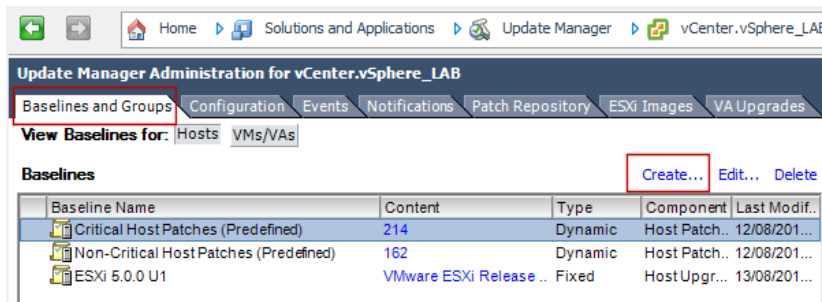 Home Solutions and Applications Update Manager vCenter.vSphere_LAB
Update Manager Administration for vCenter.vSphere_LAB
Baselines and Groups Configuration Events Notifications Patch Repository ESXi Images VA Upgrades
View Baselines for: Hosts VMs/VAs
Baselines Create... Edit... Delete
Baseline Name Content Type Component Last Modif..
Critical Host Patches (Predefined) 214 Dynamic Host Patch.. 12/08/201...
Non-Critical Host Patches (Predefined) 162 Dynamic Host Patch.. 12/08/201...
ESXi 5.0.0 U1 VMware ESXi Release .. Fixed Host Upgr... 13/08/201...